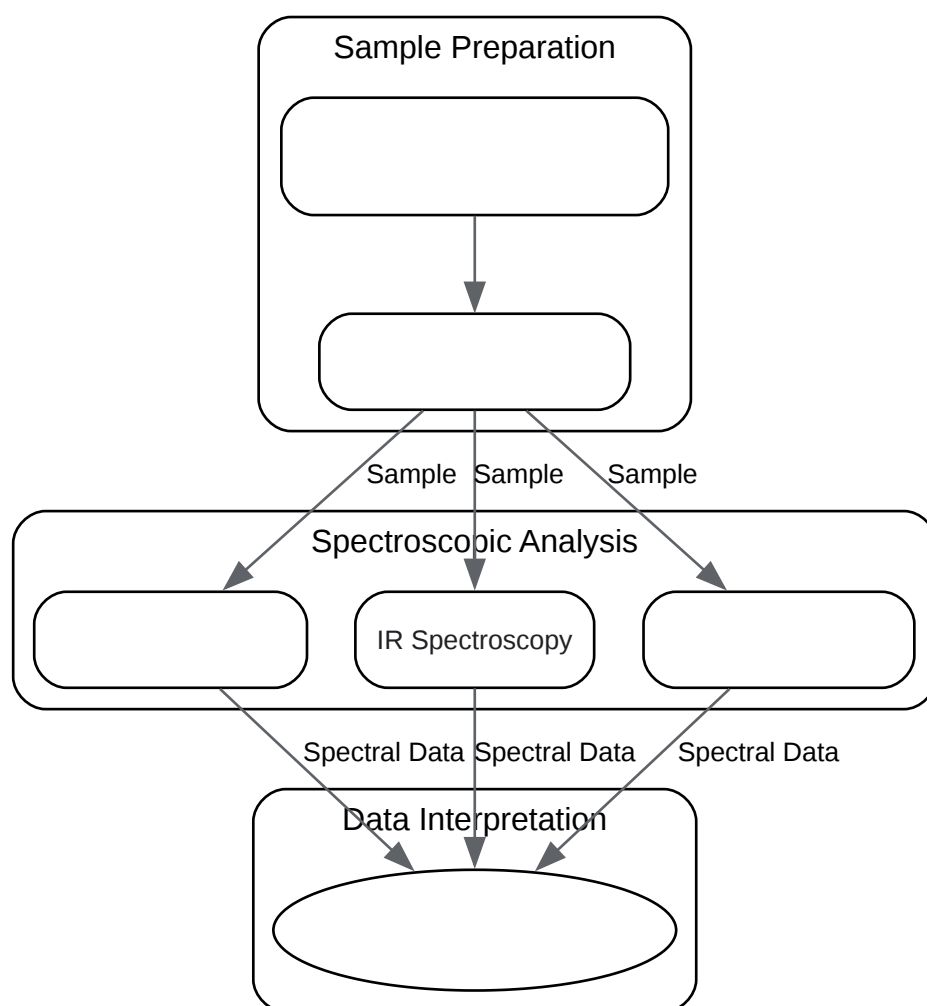 Sample Preparation
Sample
Sample
Sample
Spectroscopic Analysis
IR Spectroscopy
Spectral Data
Spectral Data
Spectral Data
Data Interpretation